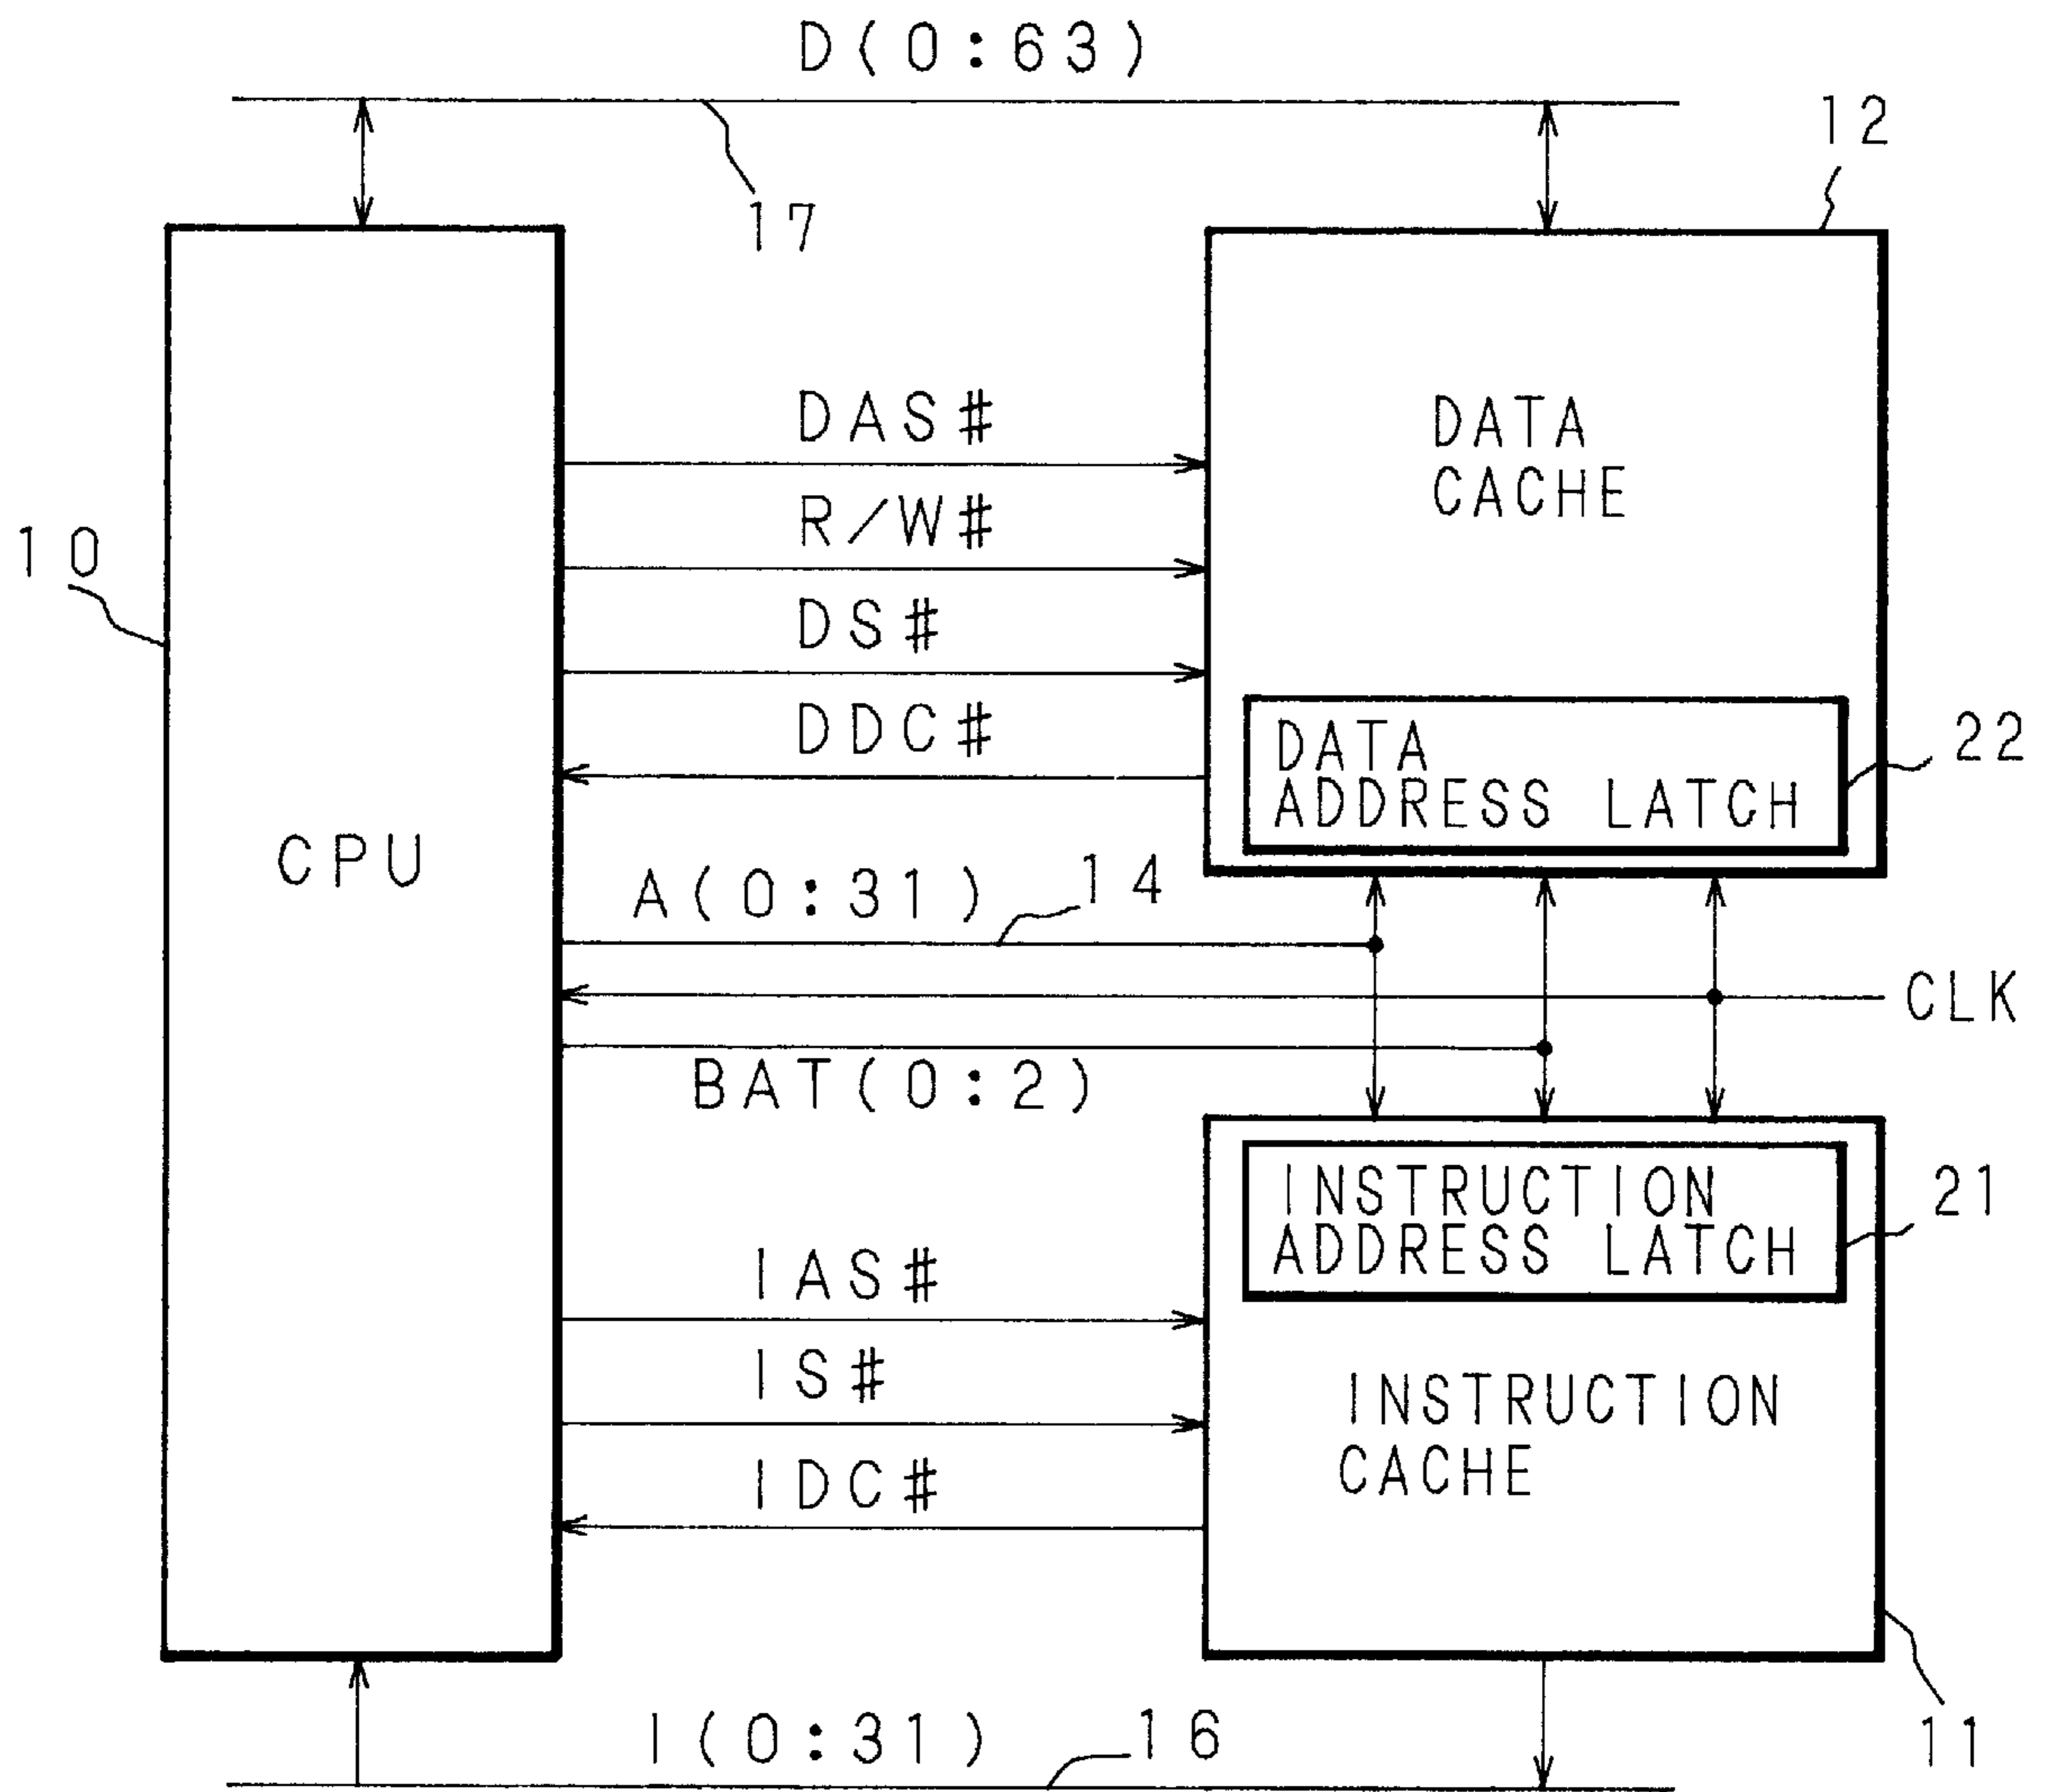 D(0:63)
12
17
DAS#
DATA
CACHE
R/W#
10
DS#
DDC#
DATA
ADDRESS LATCH
22
CPU
A(0:31)
14
CLK
BAT(0:2)
INSTRUCTION
ADDRESS LATCH
21
IAS#
IS#
INSTRUCTION
CACHE
IDC#
I(0:31)
16
11